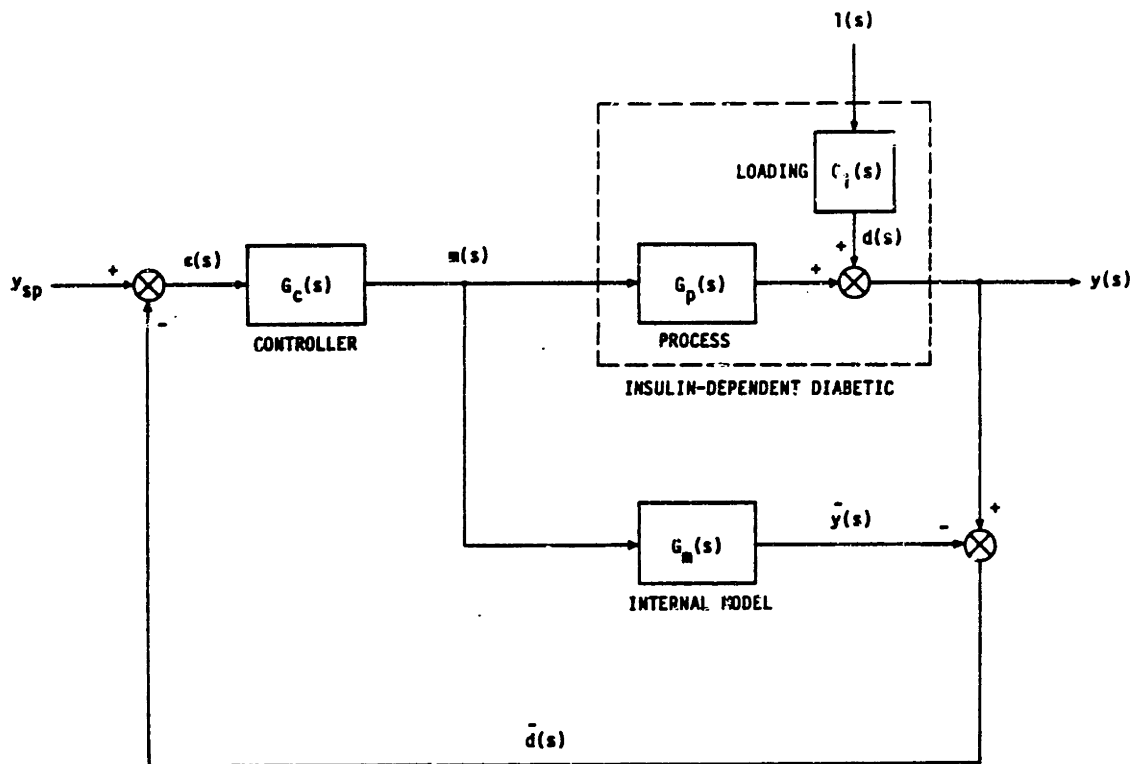 l(s)
LOADING
d(s)
+
y_sp
+
ε(s)
G_c(s)
m(s)
+
G_p(s)
y(s)
-
CONTROLLER
PROCESS
INSULIN-DEPENDENT DIABETIC
+
G_m(s)
ȳ(s)
-
INTERNAL MODEL
d̄(s)